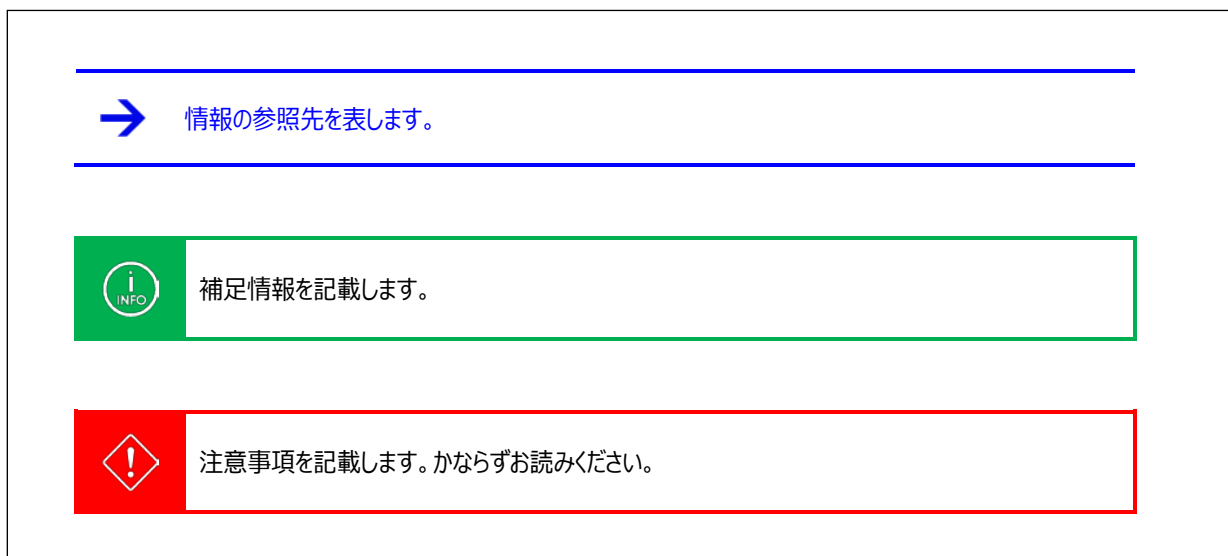 情報の参照先を表します。
i
INFO
補足情報を記載します。
!
注意事項を記載します。かならずお読みください。